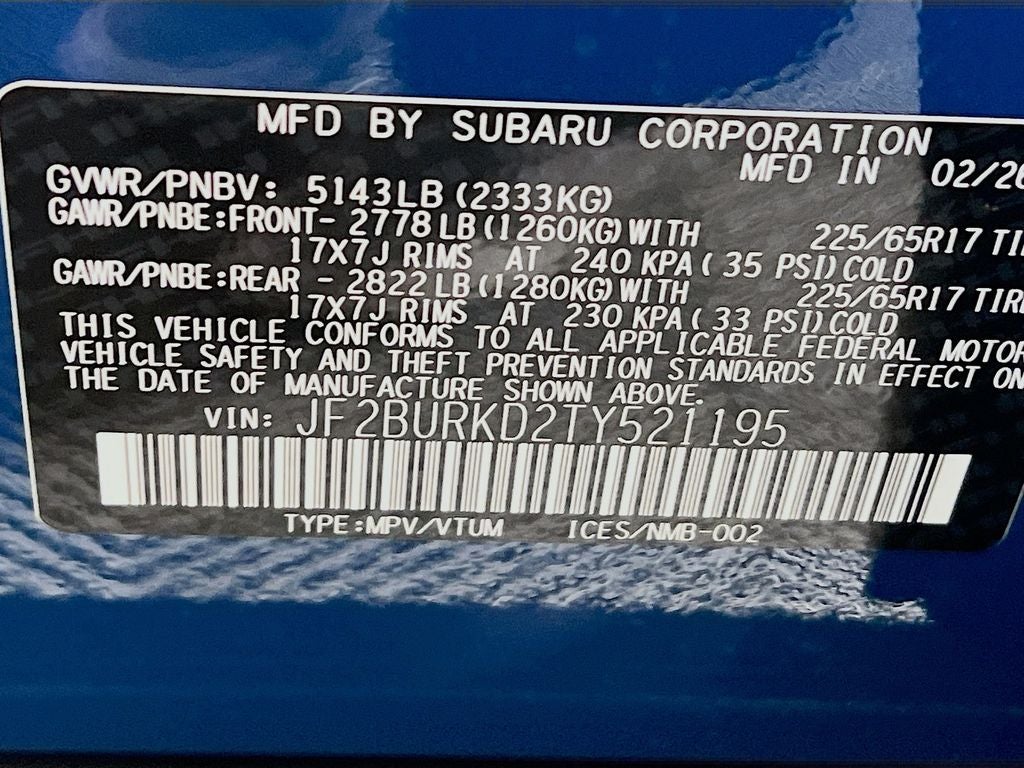 MFD BY SUBARU CORPORATION
MFD IN 02/20
GVWR/PNBV: 5143LB (2333KG)
GAWR/PNBE:FRONT- 2778 LB (1260KG) WITH 225/65R17
17X7J RIMS AT 240 KPA ( 35 PSI) COLD
GAWR/PNBE:REAR - 2822 LB (1280KG) WITH 225/65R17 TIRE
17X7J RIMS AT 230 KPA ( 33 PSI) COLD
THIS VEHICLE CONFORMS TO ALL APPLICABLE FEDERAL MOTOR
VEHICLE SAFETY AND THEFT PREVENTION STANDARDS IN EFFECT ON
THE DATE OF MANUFACTURE SHOWN ABOVE.
VIN: JF2BURKD2TY521195
TYPE:MPV/VTUM ICES/NMB-002